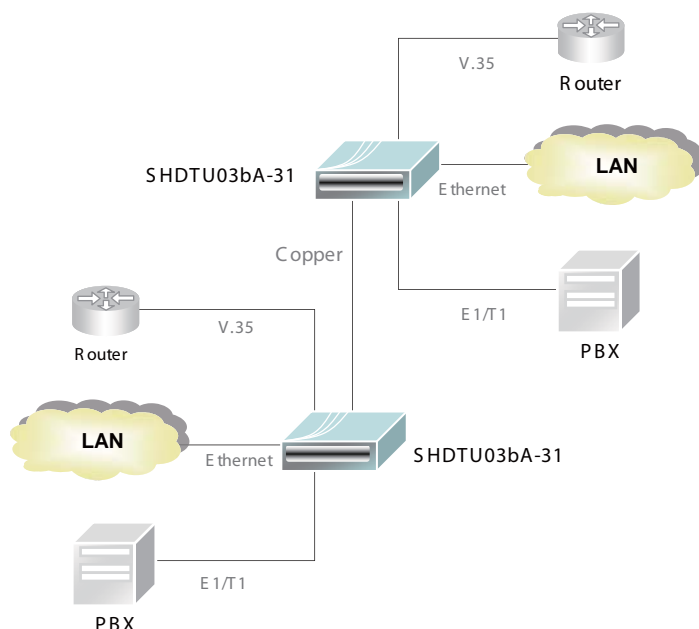 V.35
Router
LAN
SHDTU03bA-31
Ethernet
Copper
E1/T1
PBX
V.35
Router
LAN
Ethernet
SHDTU03bA-31
E1/T1
PBX